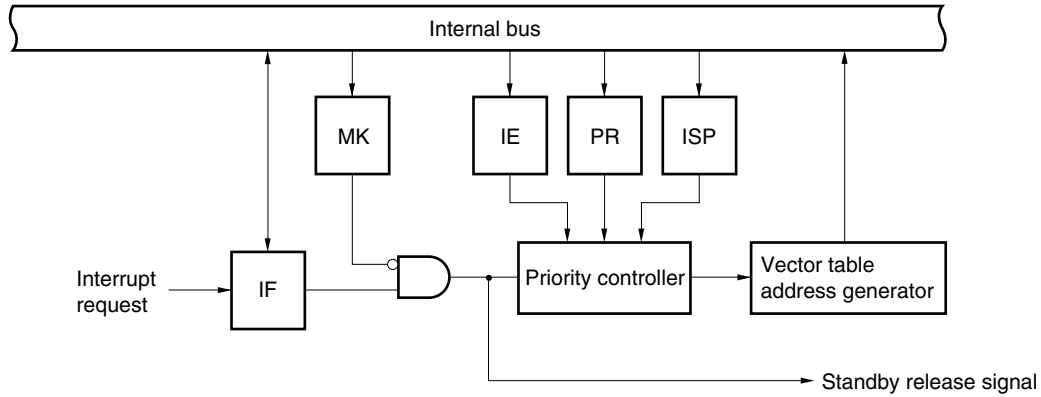 Internal bus
MK
IE
PR
ISP
Interrupt
request
IF
Priority controller
Vector table
address generator
Standby release signal